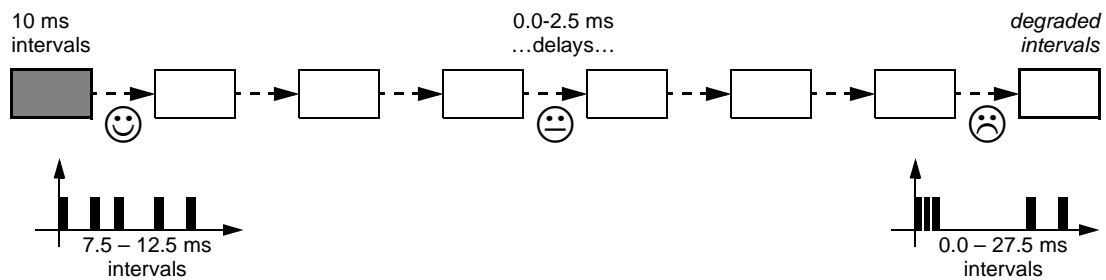 10 ms
intervals
0.0-2.5 ms
…delays…
degraded
intervals
7.5 – 12.5 ms
intervals
0.0 – 27.5 ms
intervals